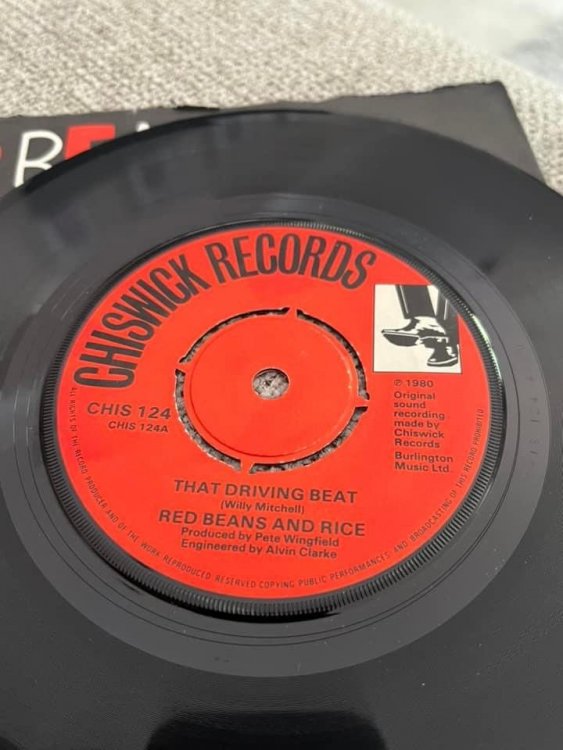 CHISWICK RECORDS
CHIS 124
CHIS 124A
℗ 1980
Original
sound
recording
made by
Chiswick
Records
Burlington
Music Ltd.
THAT DRIVING BEAT
(Willy Mitchell)
RED BEANS AND RICE
Produced by Pete Wingfield
Engineered by Alvin Clarke
ALL RIGHTS OF THE RECORD PRODUCER AND OF THE WORK REPRODUCED RESERVED COPYING PUBLIC PERFORMANCES AND BROADCASTING OF THIS RECORD PROHIBITED